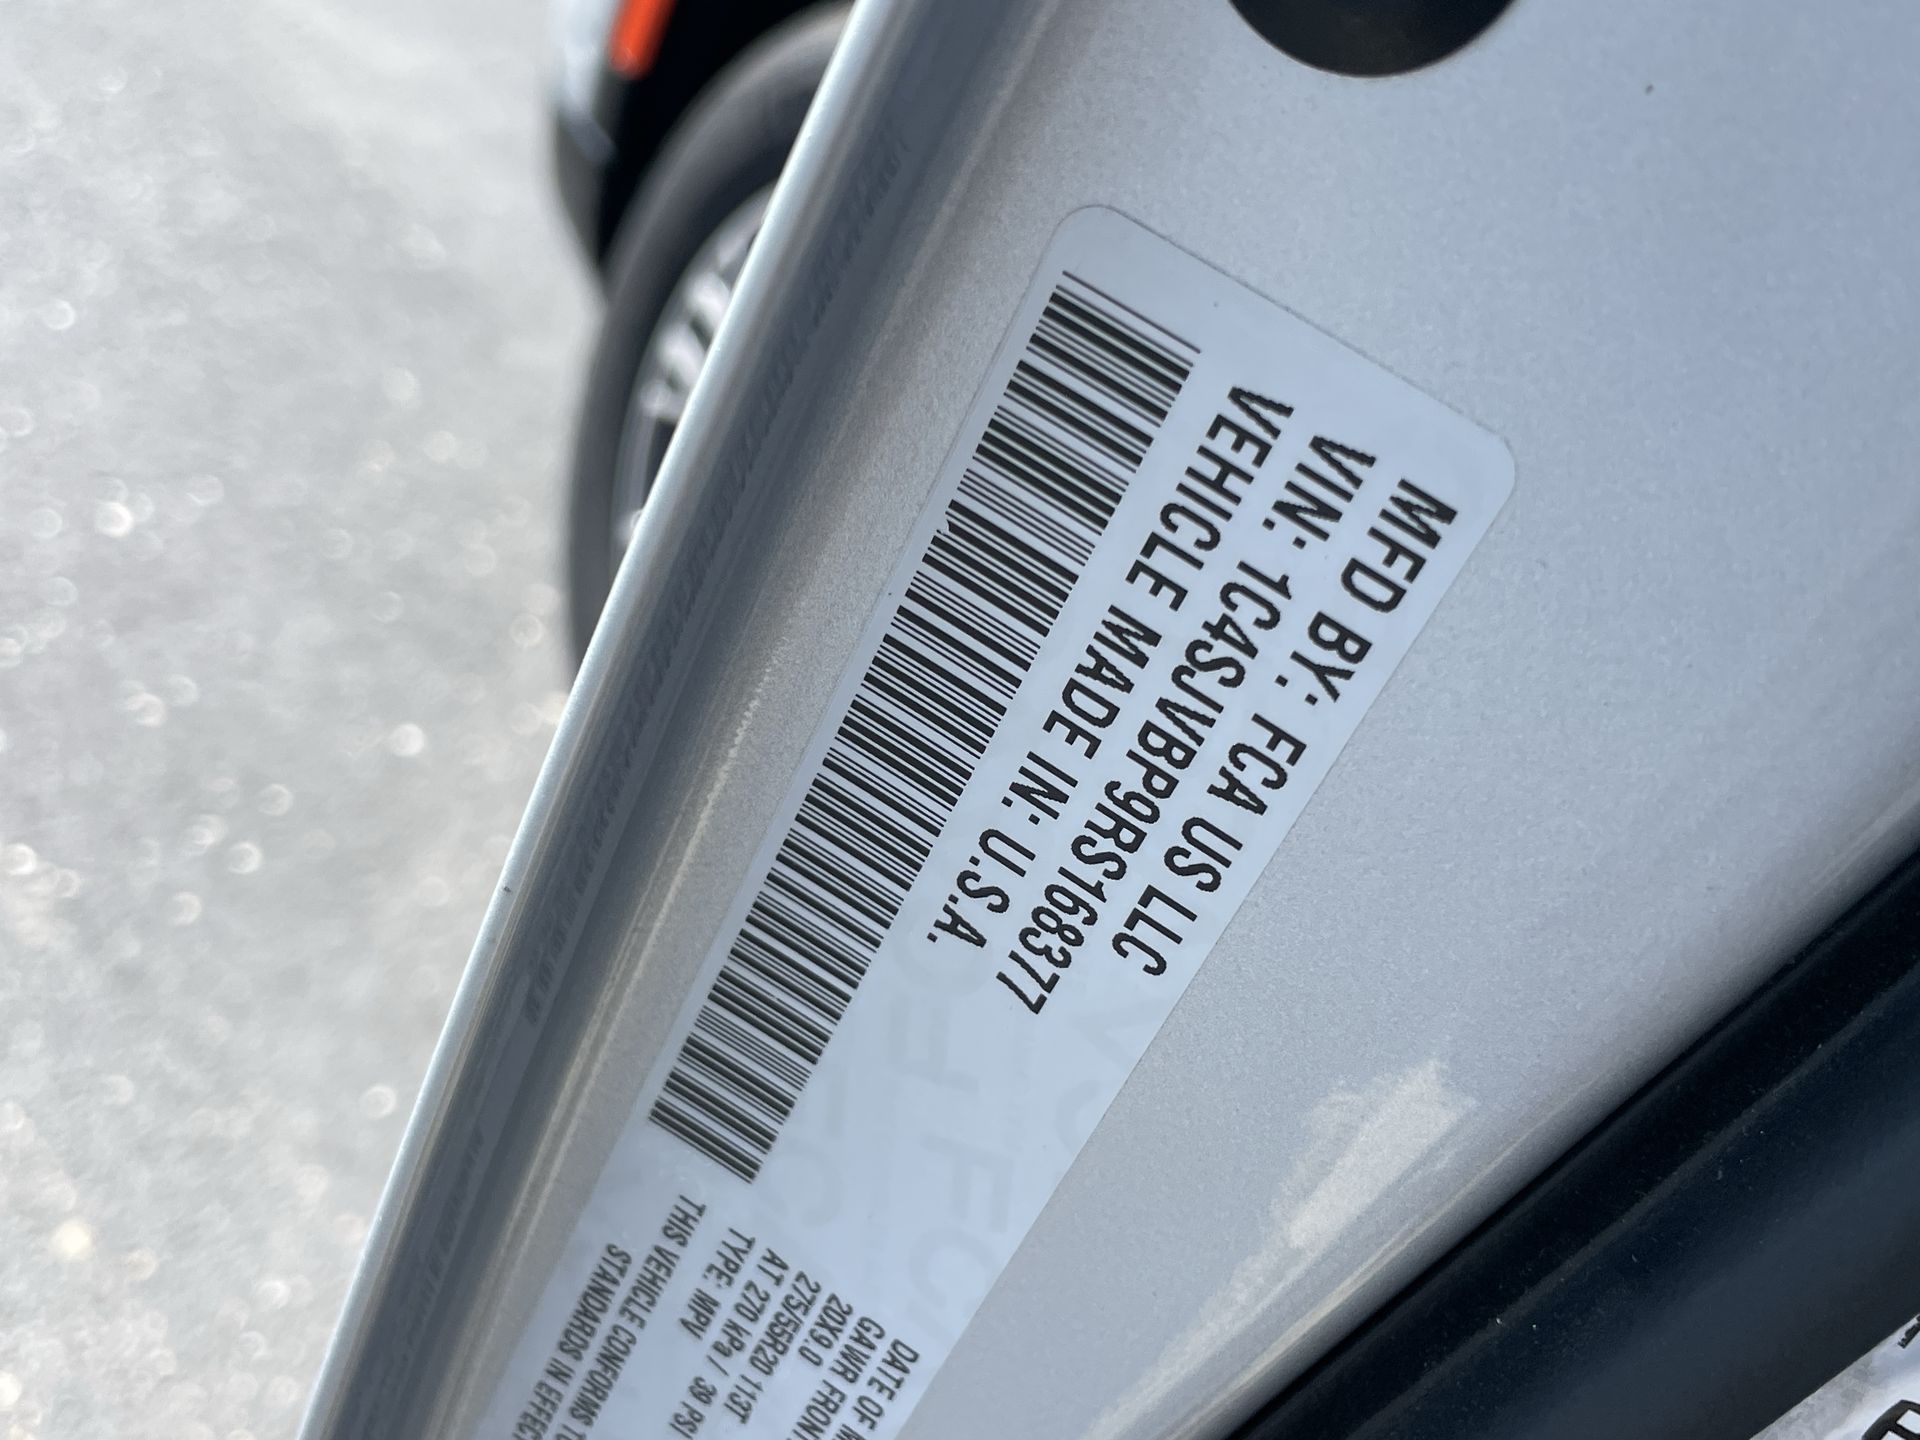 MFD BY: FCA US LLC
VIN: 1C4SJVBP9RS168377
VEHICLE MADE IN: U.S.A.
DATE OF
GAWR FRONT
20X9.0
275/55R20 113T
AT 270 kPa / 39 PSI
TYPE: MPV
THIS VEHICLE CONFORMS TO
STANDARDS IN EFFECT